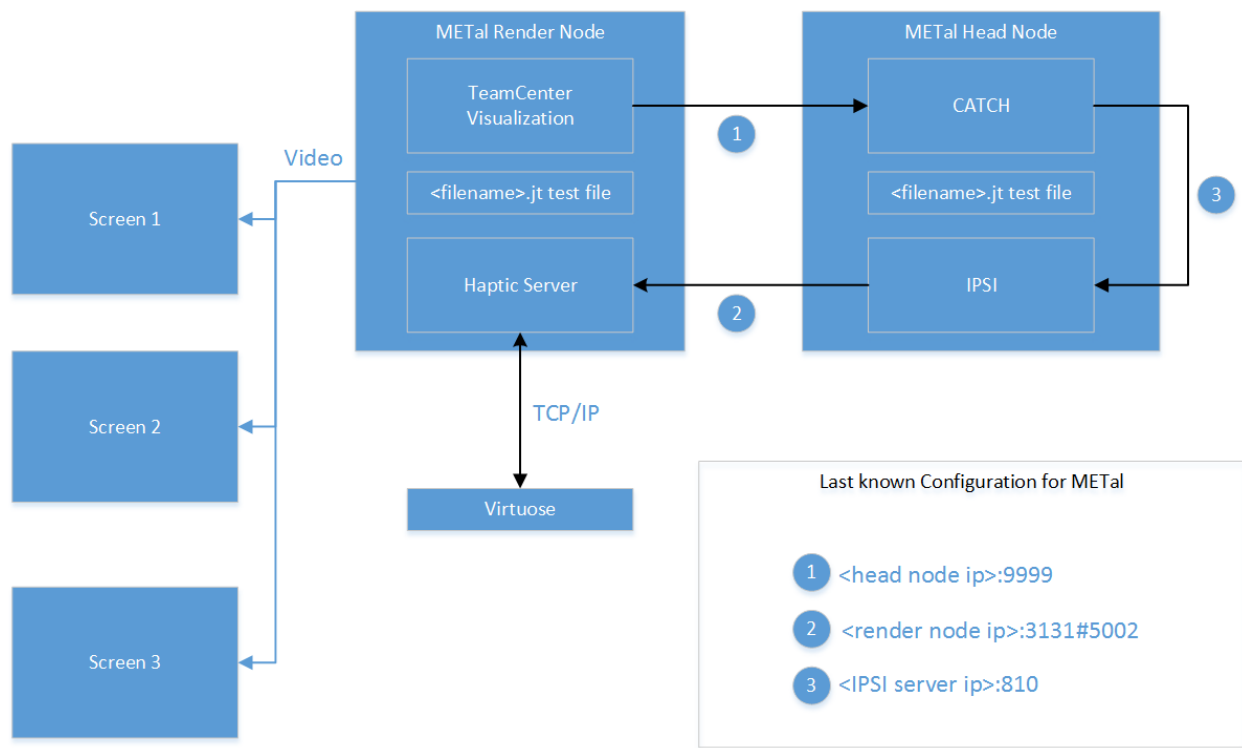 METal Render Node
METal Head Node
TeamCenter
Visualization
CATCH
1
Video
<filename>.jt test file
<filename>.jt test file
3
Screen 1
Haptic Server
IPSI
2
TCP/IP
Screen 2
Virtuose
Last known Configuration for METal
1 <head node ip>:9999
2 <render node ip>:3131#5002
3 <IPSI server ip>:810
Screen 3